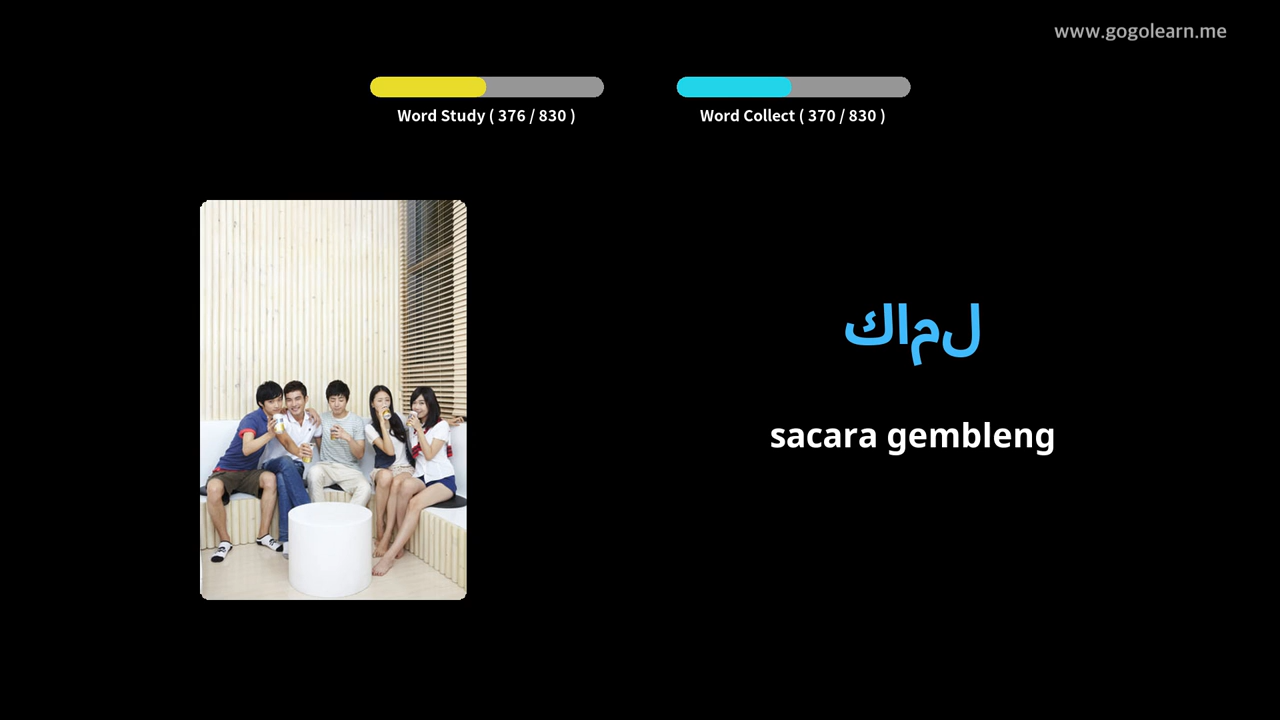 www.gogolearn.me
Word Study ( 376 / 830 )
Word Collect ( 370 / 830 )
كامل
sacara gembleng